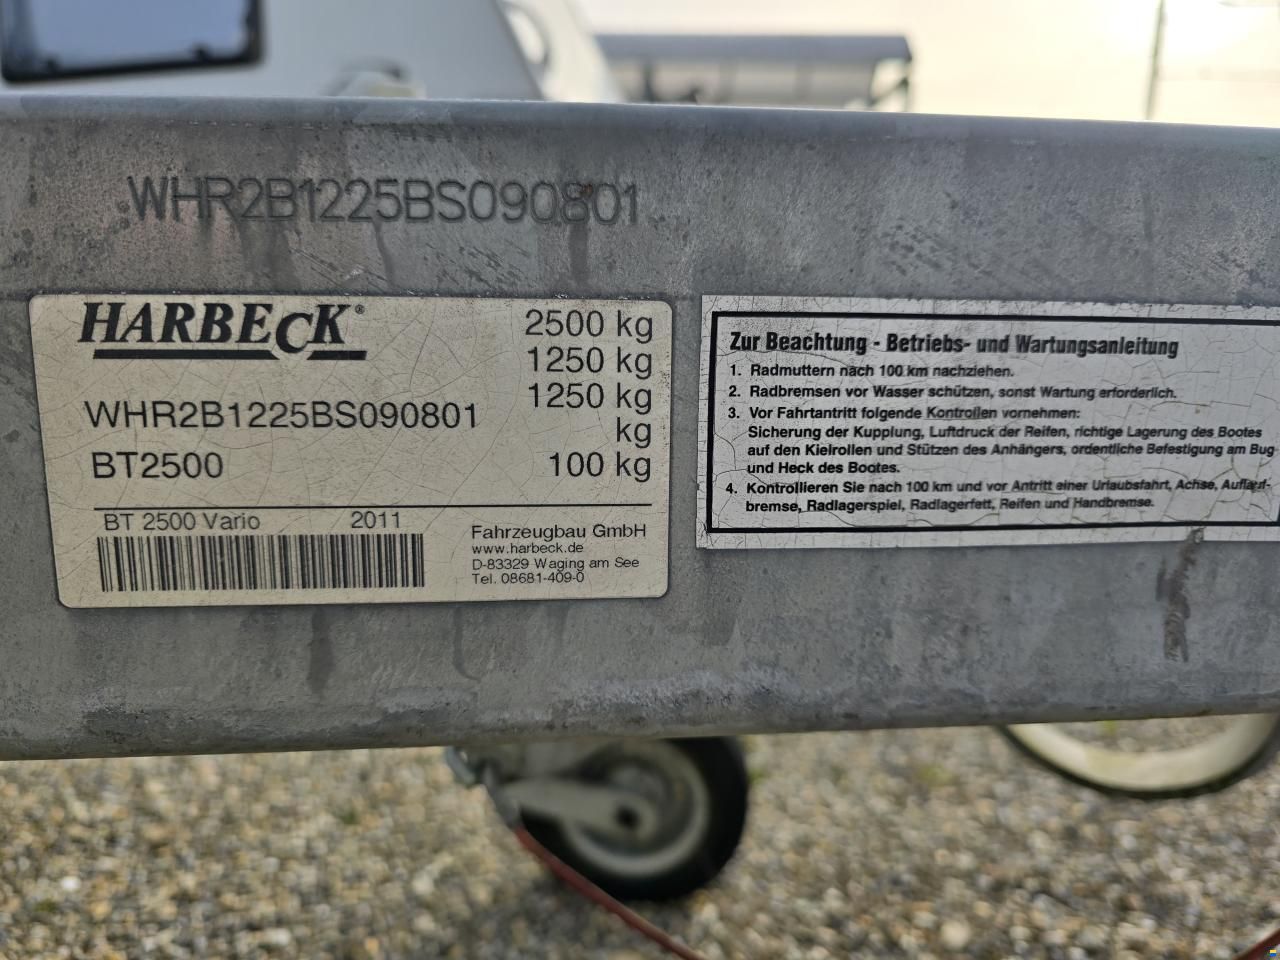 WHR2B1225BS090801
HARBECK®
2500 kg
1250 kg
1250 kg
kg
100 kg
WHR2B1225BS090801
BT2500
BT 2500 Vario 2011
Fahrzeugbau GmbH
www.harbeck.de
D-83329 Waging am See
Tel. 08681-409-0
Zur Beachtung - Betriebs- und Wartungsanleitung
1. Radmuttern nach 100 km nachziehen.
2. Radbremsen vor Wasser schützen, sonst Wartung erforderlich.
3. Vor Fahrtantritt folgende Kontrollen vornehmen:
Sicherung der Kupplung, Luftdruck der Reifen, richtige Lagerung des Bootes
auf den Kielrollen und Stützen des Anhängers, ordentliche Befestigung am Bug
und Heck des Bootes.
4. Kontrollieren Sie nach 100 km und vor Antritt einer Urlaubsfahrt, Achse, Auflauf-
bremse, Radlagerspiel, Radlagerfett, Reifen und Handbremse.